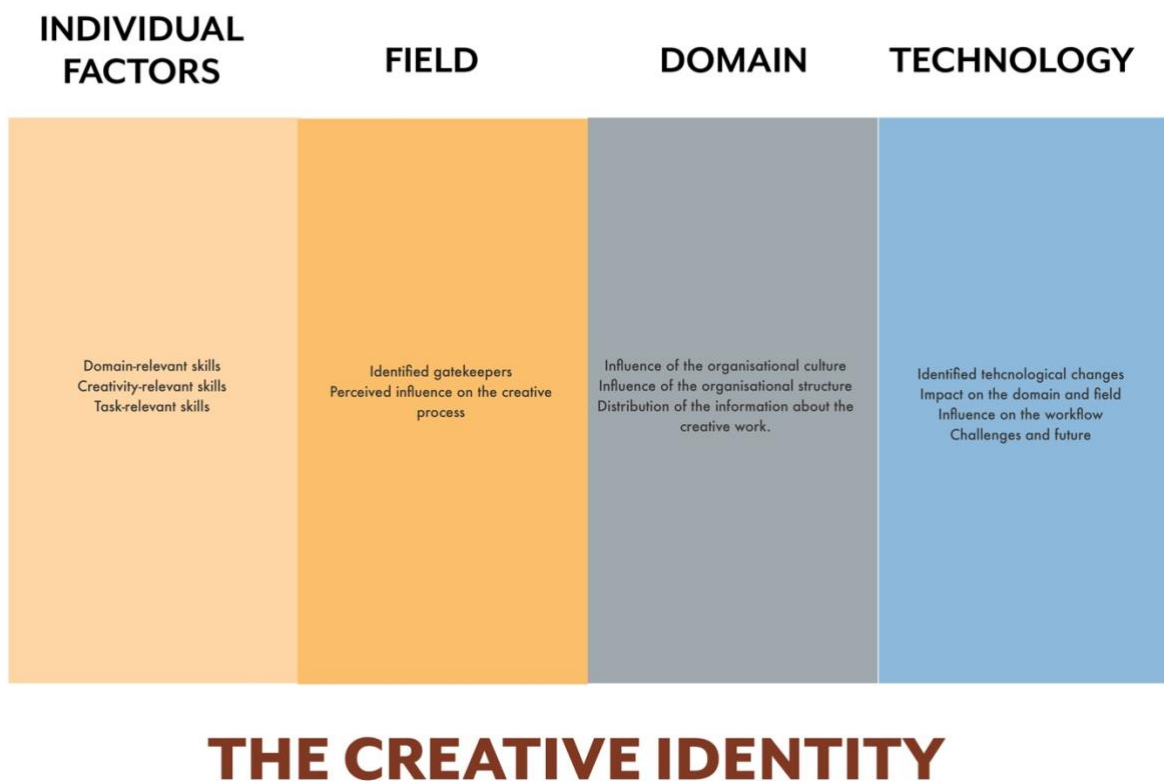 INDIVIDUAL
FACTORS
FIELD
DOMAIN
TECHNOLOGY
Domain-relevant skills
Creativity-relevant skills
Task-relevant skills
Identified gatekeepers
Perceived influence on the creative
process
Influence of the organisational culture
Influence of the organisational structure
Distribution of the information about the
creative work.
Identified tehcnological changes
Impact on the domain and field
Influence on the workflow
Challenges and future
THE CREATIVE IDENTITY